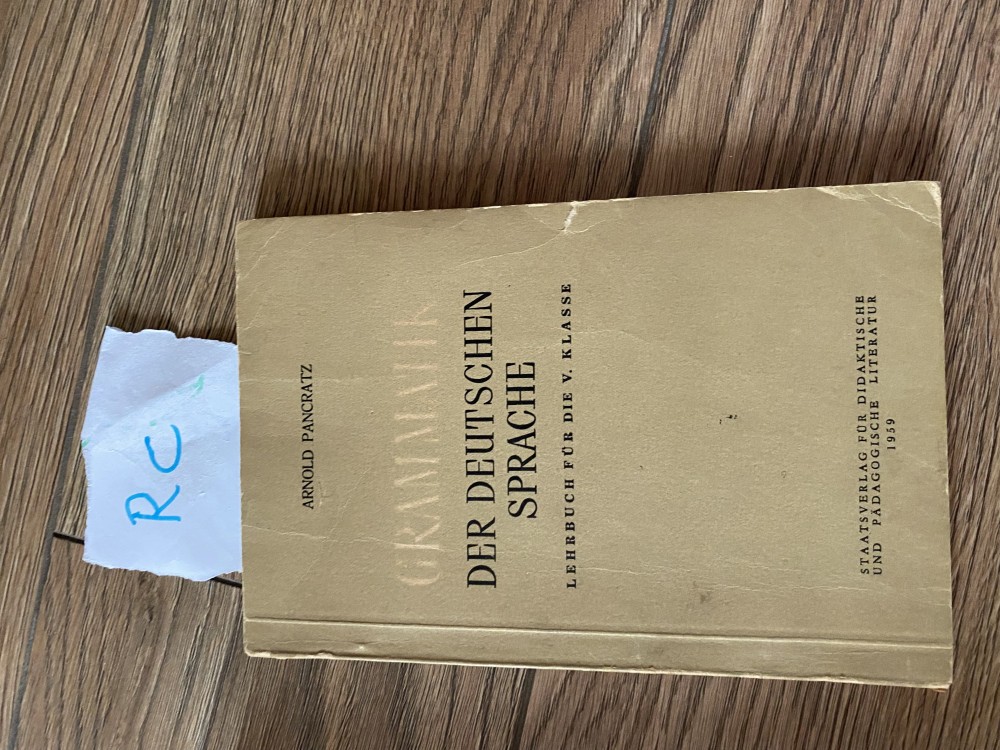 RC
ARNOLD PANCRATZ
GRAMMATIK
DER DEUTSCHEN
SPRACHE
LEHRBUCH FÜR DIE V. KLASSE
STAATSVERLAG FÜR DIDAKTISCHE
UND PÄDAGOGISCHE LITERATUR
1959